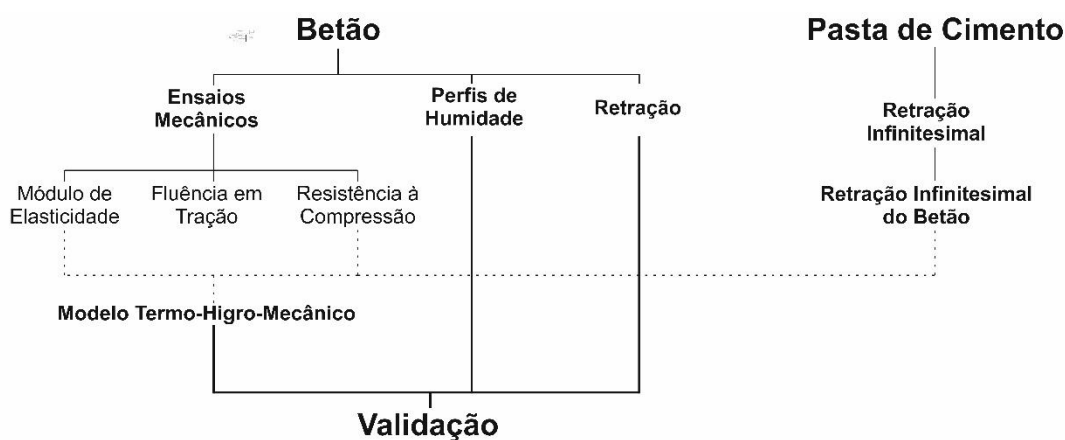 Betão
Pasta de Cimento
Ensaios
Mecânicos
Perfis de
Humidade
Retração
Retração
Infinitesimal
Módulo de
Elasticidade
Fluência em
Tração
Resistência à
Compressão
Retração Infinitesimal
do Betão
Modelo Termo-Higro-Mecânico
Validação